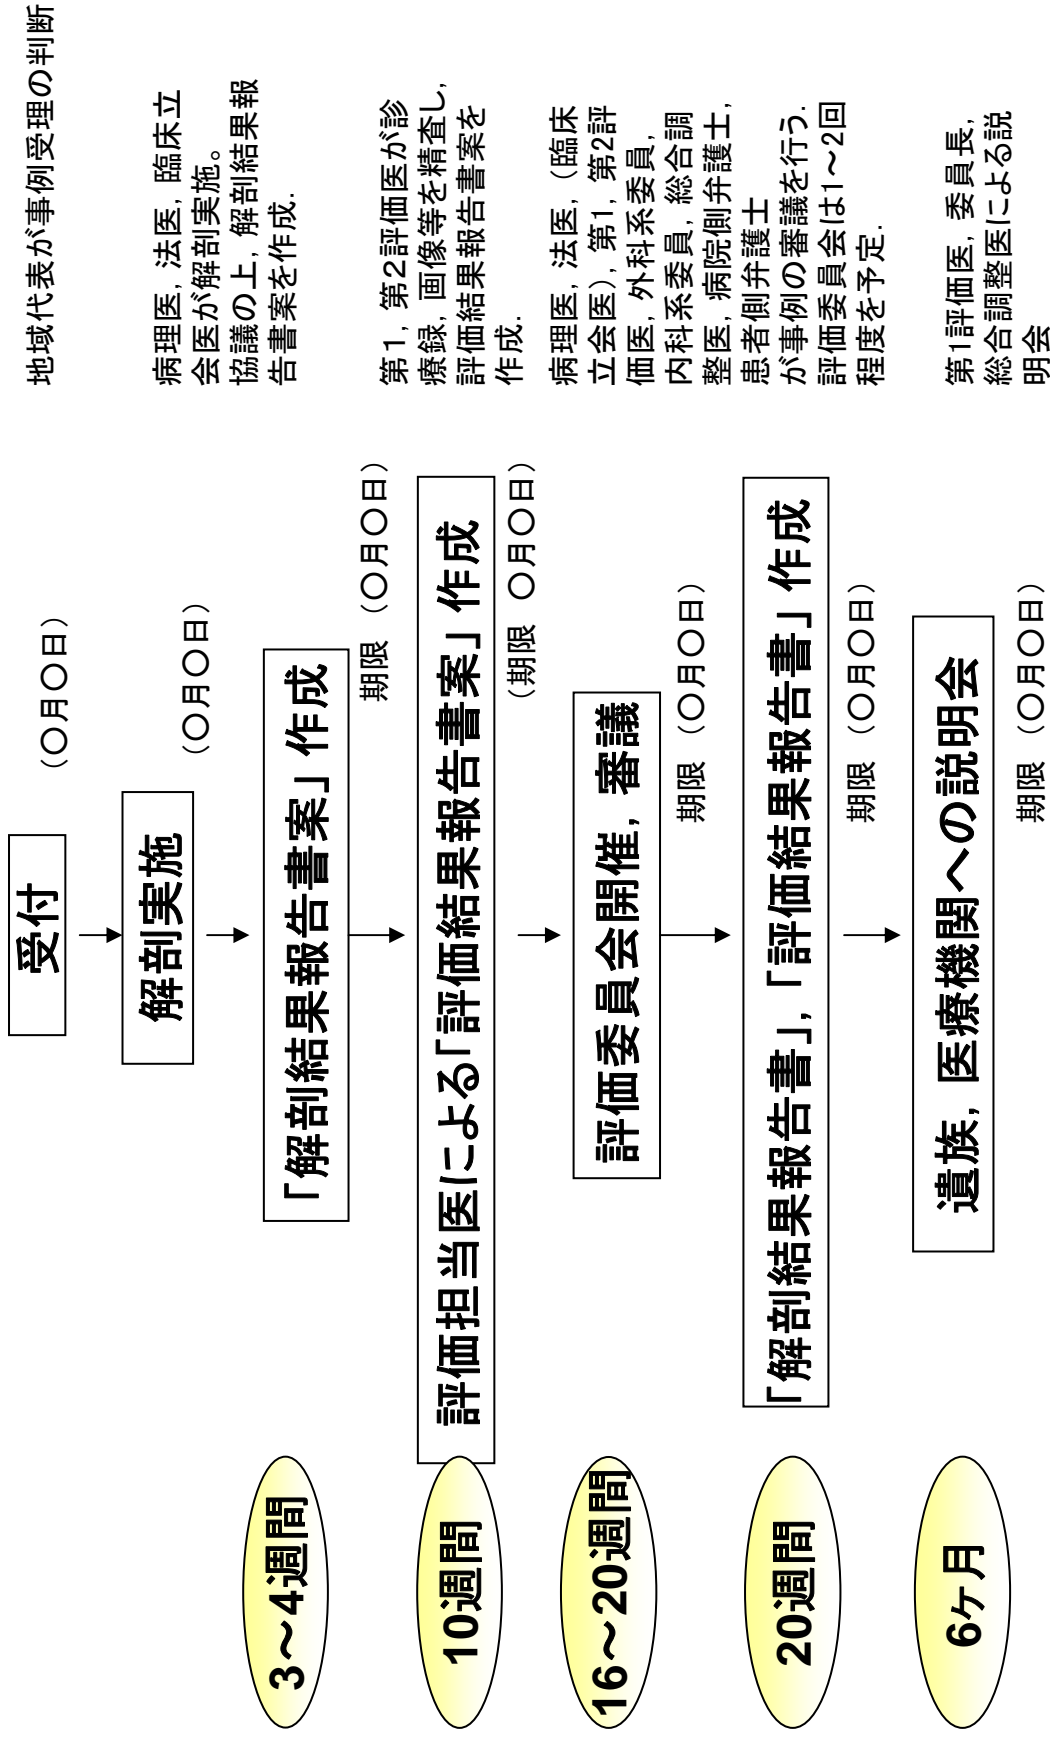 受付
(〇月〇日)
地域代表が事例受理の判断
解剖実施
(〇月〇日)
病理医，法医，臨床立
会医が解剖実施。
協議の上，解剖結果報
告書案を作成．
3～4週間
「解剖結果報告書案」作成
期限 (〇月〇日)
10週間
評価担当医による「評価結果報告書案」作成
(期限 〇月〇日)
第1，第2評価医が診
療録，画像等を精査し，
評価結果報告書案を
作成．
16～20週間
評価委員会開催，審議
期限 (〇月〇日)
病理医，法医，(臨床
立会医)，第1，第2評
価医，外科系委員，
内科系委員，総合調
整医，病院側弁護士，
患者側弁護士
が事例の審議を行う．
評価委員会は1～2回
程度を予定．
20週間
「解剖結果報告書」，「評価結果報告書」作成
期限 (〇月〇日)
6ヶ月
遺族，医療機関への説明会
期限 (〇月〇日)
第1評価医，委員長，
総合調整医による説
明会